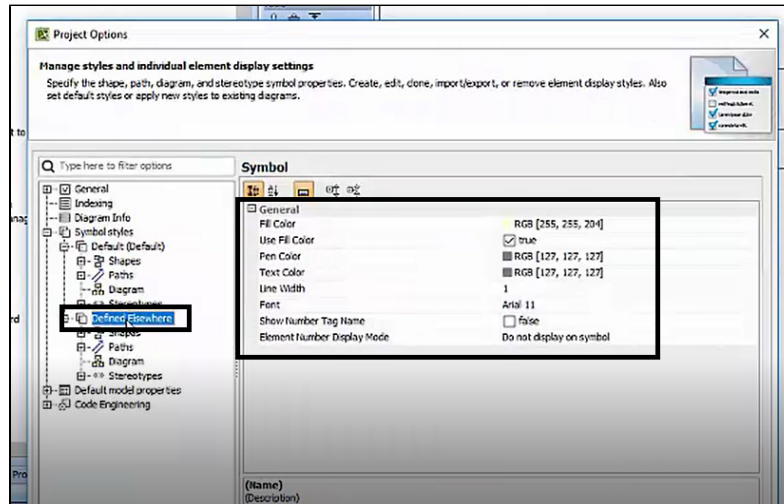 Project Options
Manage styles and individual element display settings
Specify the shape, path, diagram, and stereotype symbol properties. Create, edit, clone, import/export, or remove element display styles. Also
set default styles or apply new styles to existing diagrams.
t to
Type here to filter options
Symbol
General
Indexing
Diagram Info
Symbol styles
Default (Default)
Shapes
Paths
Diagram
Stereotypes
Defined Elsewhere
Shapes
Paths
Diagram
Stereotypes
Default model properties
Code Engineering
General
Fill Color RGB [255, 255, 204]
Use Fill Color true
Pen Color RGB [127, 127, 127]
Text Color RGB [127, 127, 127]
Line Width 1
Font Arial 11
Show Number Tag Name false
Element Number Display Mode Do not display on symbol
rd
Pro
(Name)
(Description)